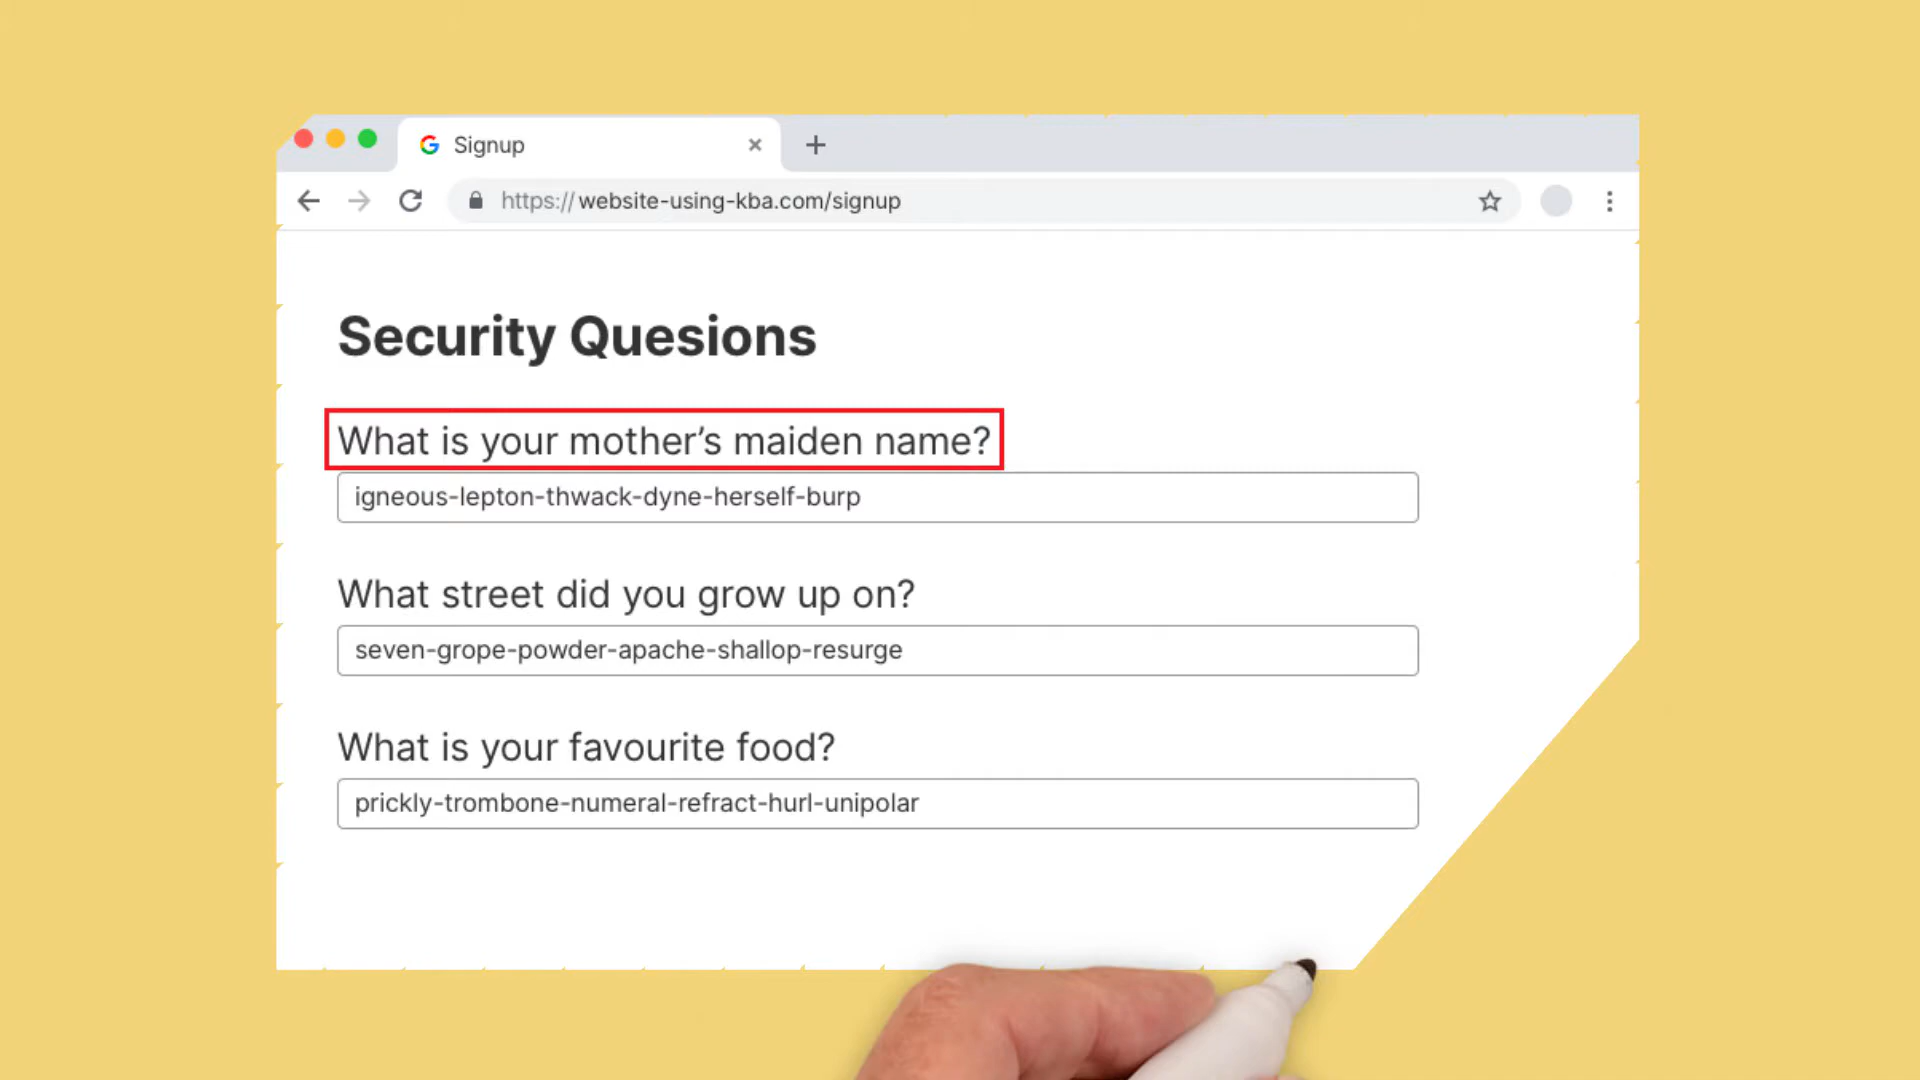 Signup
https://website-using-kba.com/signup
Security Quesions
What is your mother’s maiden name?
igneous-lepton-thwack-dyne-herself-burp
What street did you grow up on?
seven-grope-powder-apache-shallop-resurge
What is your favourite food?
prickly-trombone-numeral-refract-hurl-unipolar